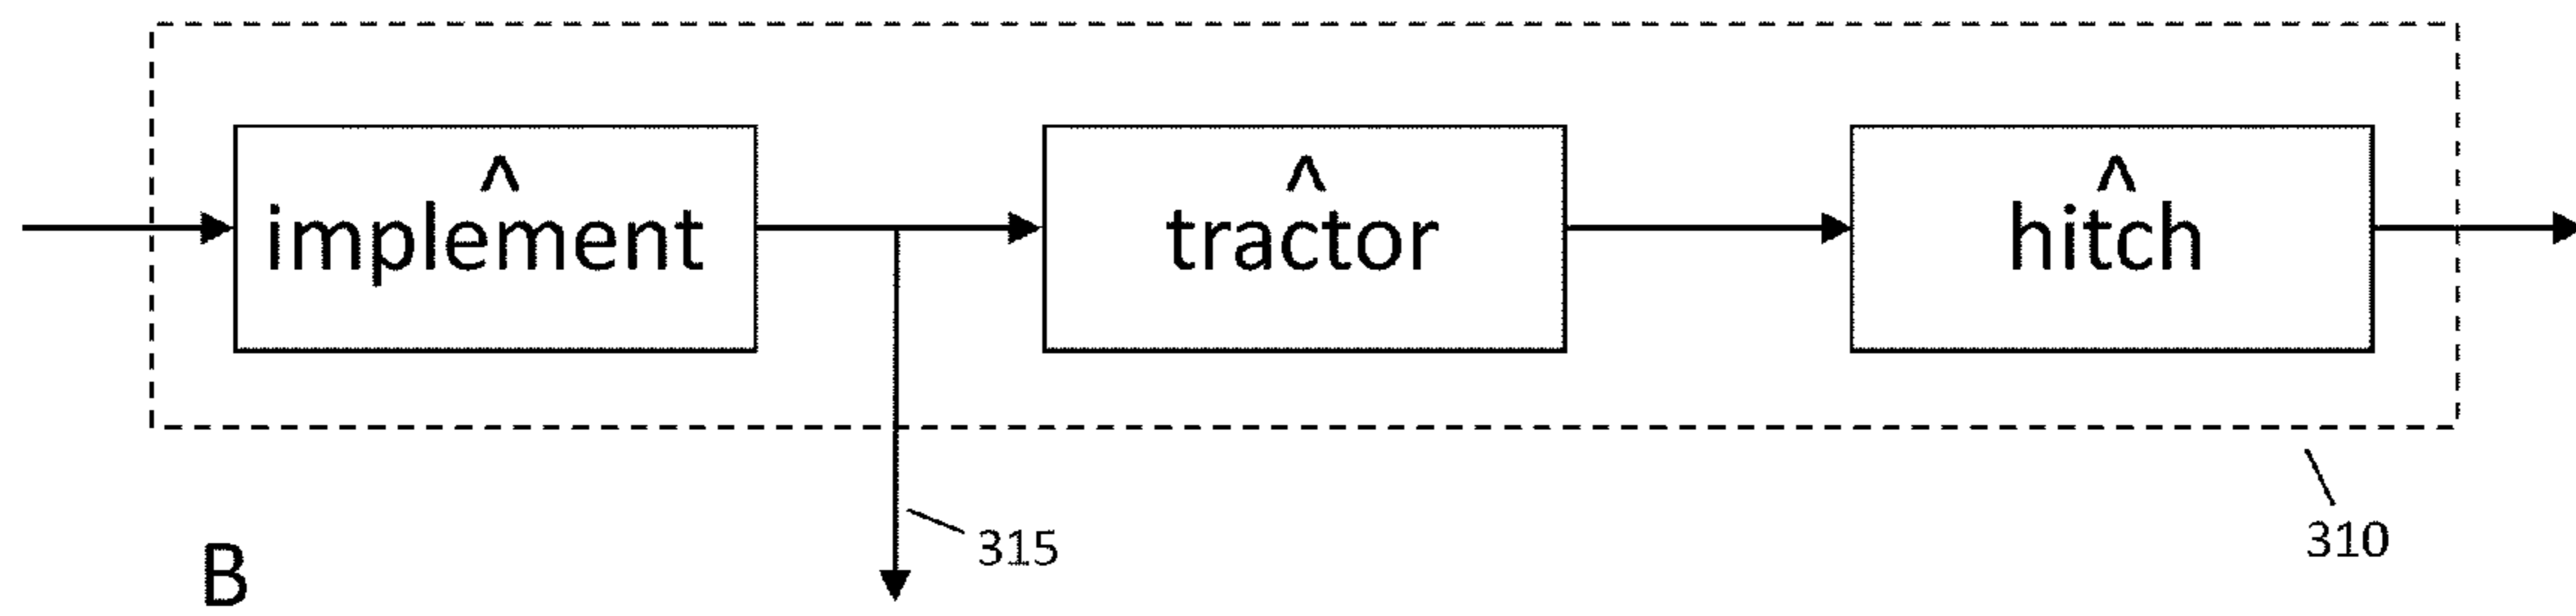 ^ ^ ^
implement tractor hitch
315
310
B